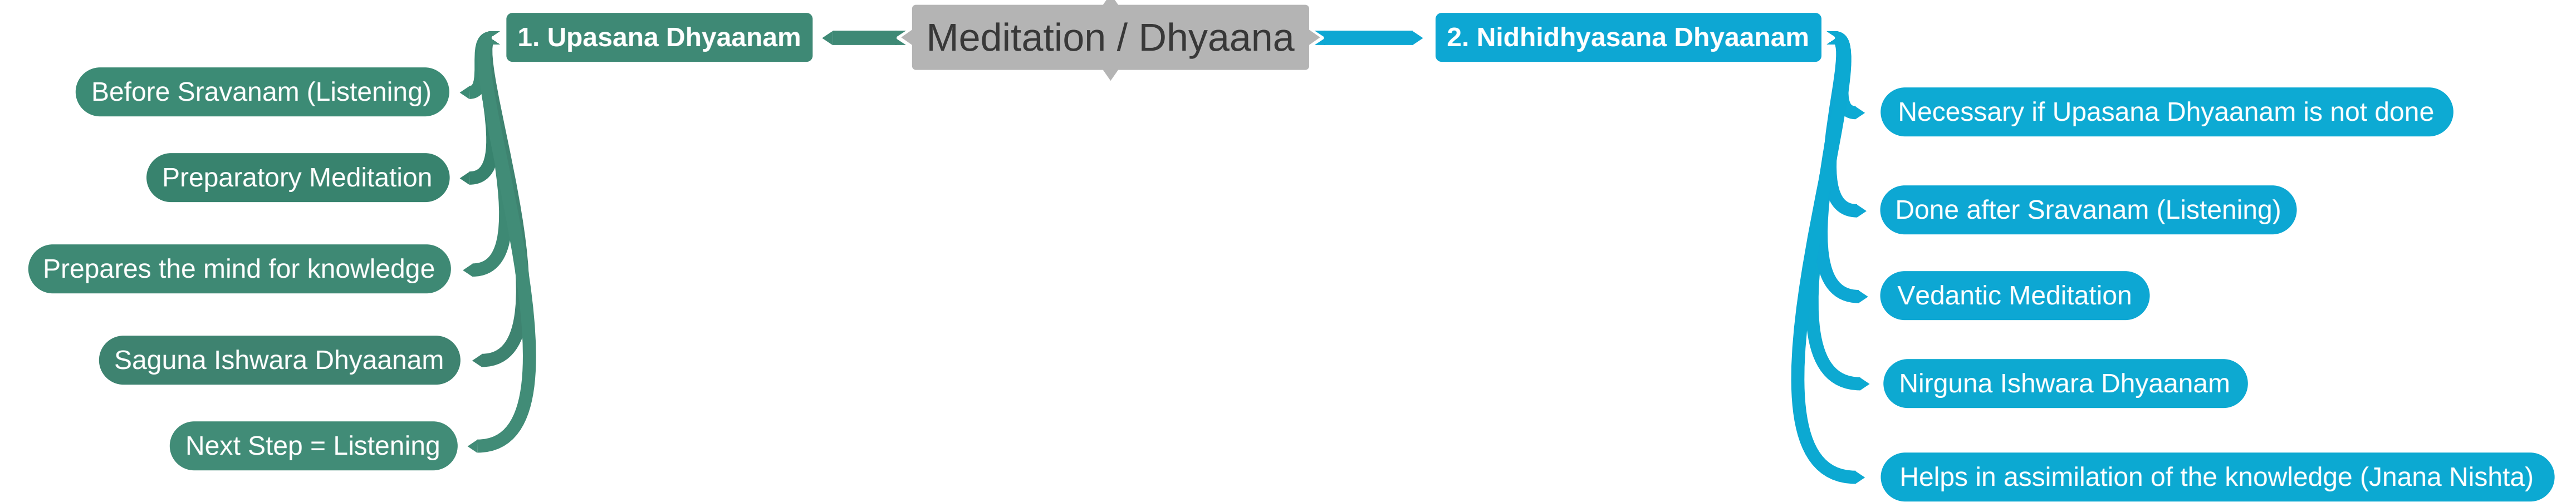 Meditation / Dhyaana
1. Upasana Dhyaanam
Before Sravanam (Listening)
Preparatory Meditation
Prepares the mind for knowledge
Saguna Ishwara Dhyaanam
Next Step = Listening
2. Nidhidhyasana Dhyaanam
Necessary if Upasana Dhyaanam is not done
Done after Sravanam (Listening)
Vedantic Meditation
Nirguna Ishwara Dhyaanam
Helps in assimilation of the knowledge (Jnana Nishta)